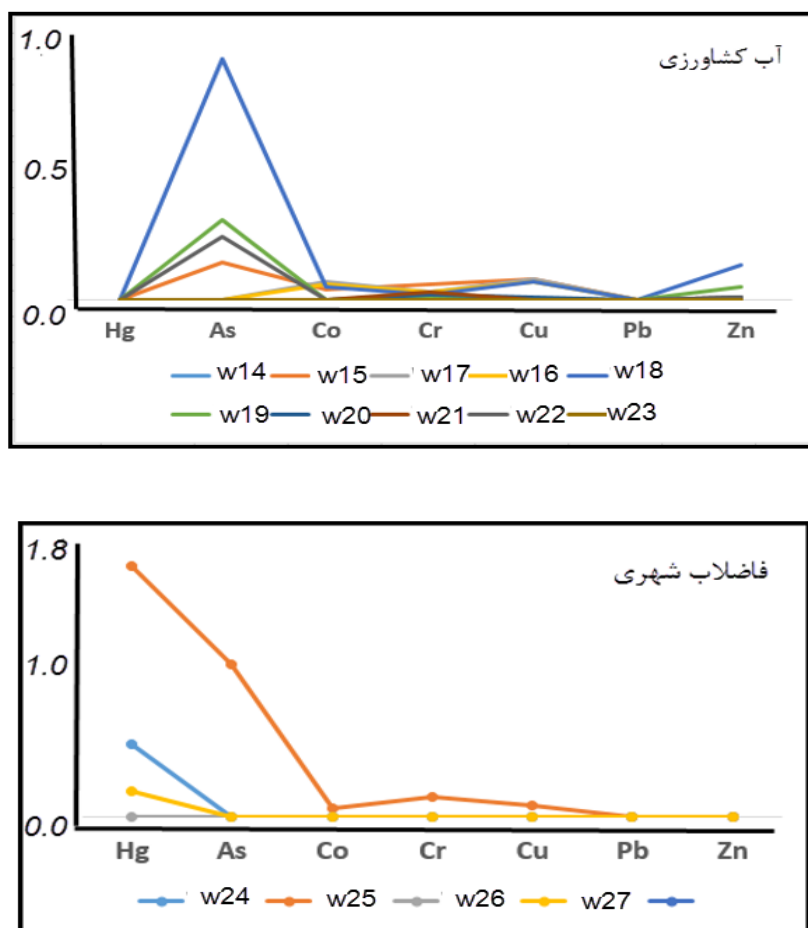 1.0
آب کشاورزی
0.5
0.0
Hg As Co Cr Cu Pb Zn
w14 w15 w17 w16 w18
w19 w20 w21 w22 w23
1.8
فاضلاب شهری
1.0
0.0
Hg As Co Cr Cu Pb Zn
w24 w25 w26 w27